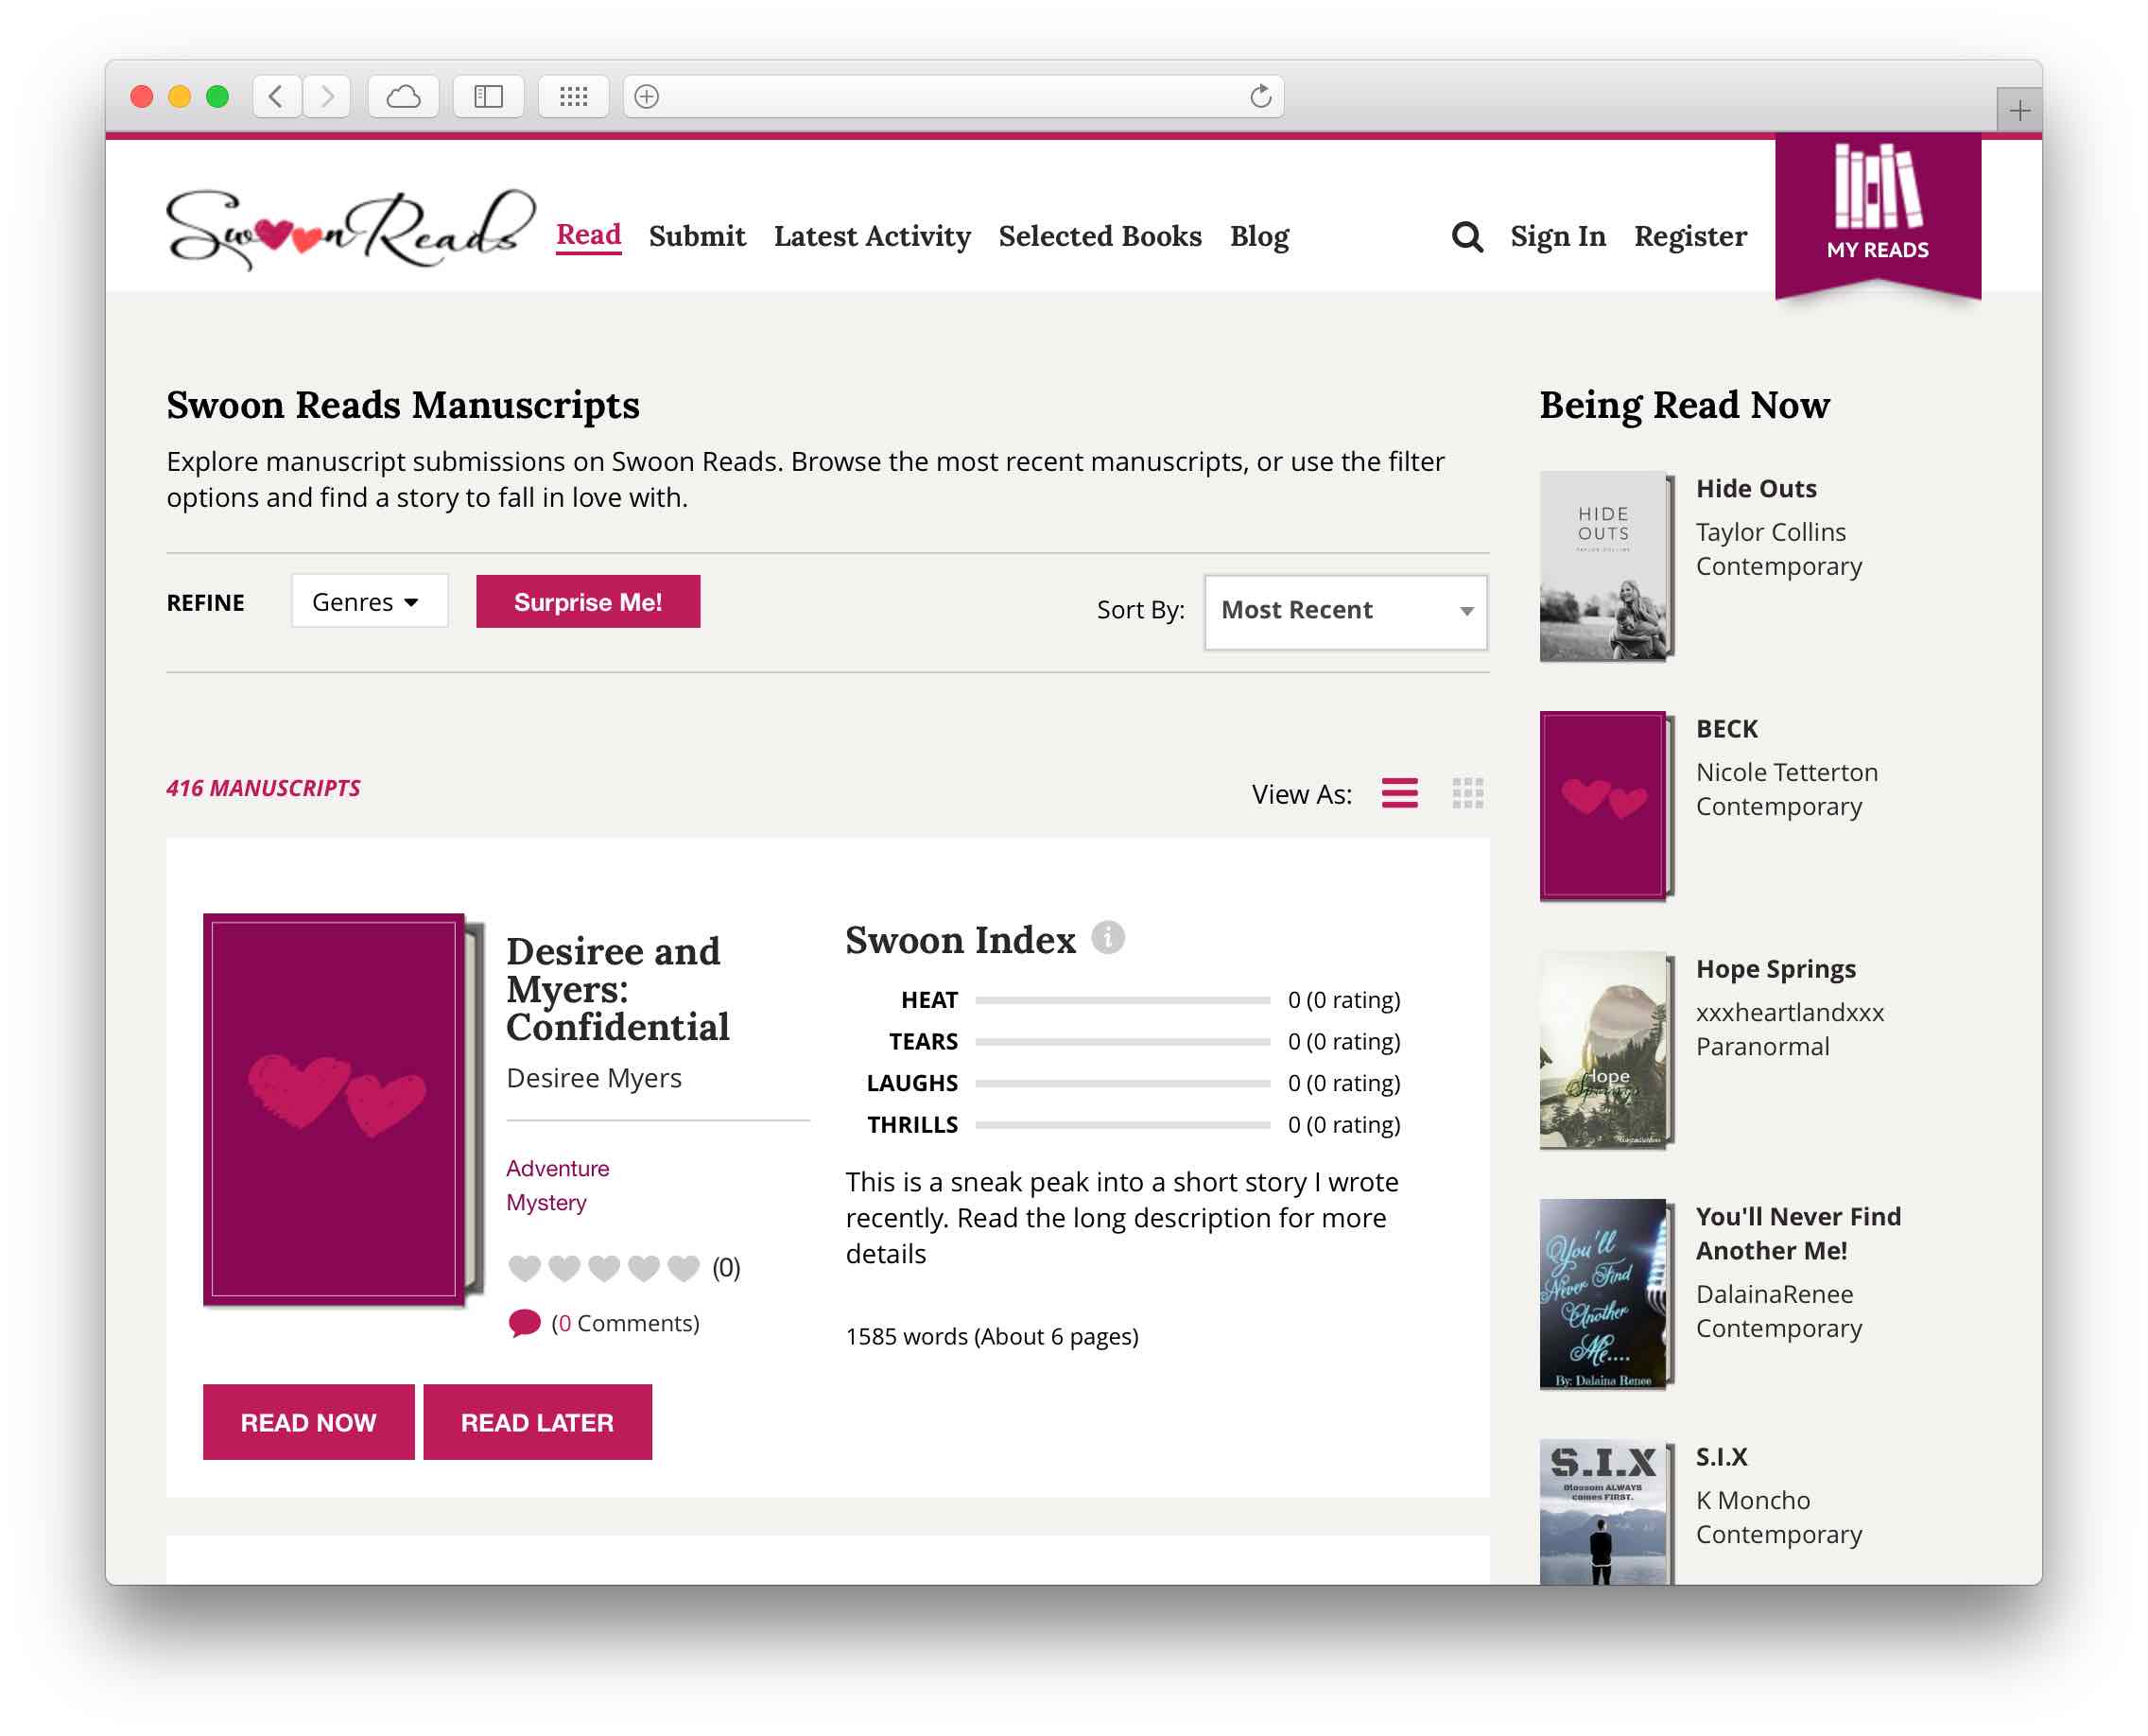 Swoon Reads
Read Submit Latest Activity Selected Books Blog
Sign In Register
MY READS
Swoon Reads Manuscripts
Explore manuscript submissions on Swoon Reads. Browse the most recent manuscripts, or use the filter
options and find a story to fall in love with.
REFINE Genres Surprise Me!
Sort By: Most Recent
416 MANUSCRIPTS
View As:
Desiree and
Myers:
Confidential
Desiree Myers
Adventure
Mystery
(0)
(0 Comments)
READ NOW READ LATER
Swoon Index
HEAT 0 (0 rating)
TEARS 0 (0 rating)
LAUGHS 0 (0 rating)
THRILLS 0 (0 rating)
This is a sneak peak into a short story I wrote
recently. Read the long description for more
details
1585 words (About 6 pages)
Being Read Now
HIDE
OUTS
TAYLOR COLLINS
Hide Outs
Taylor Collins
Contemporary
BECK
Nicole Tetterton
Contemporary
Hope
Springs
Hope Springs
xxxheartlandxxx
Paranormal
You'll
Never Find
Another
Me....
By: Dalaina Renee
You'll Never Find
Another Me!
DalainaRenee
Contemporary
S.I.X
Blossom ALWAYS
comes FIRST.
S.I.X
K Moncho
Contemporary